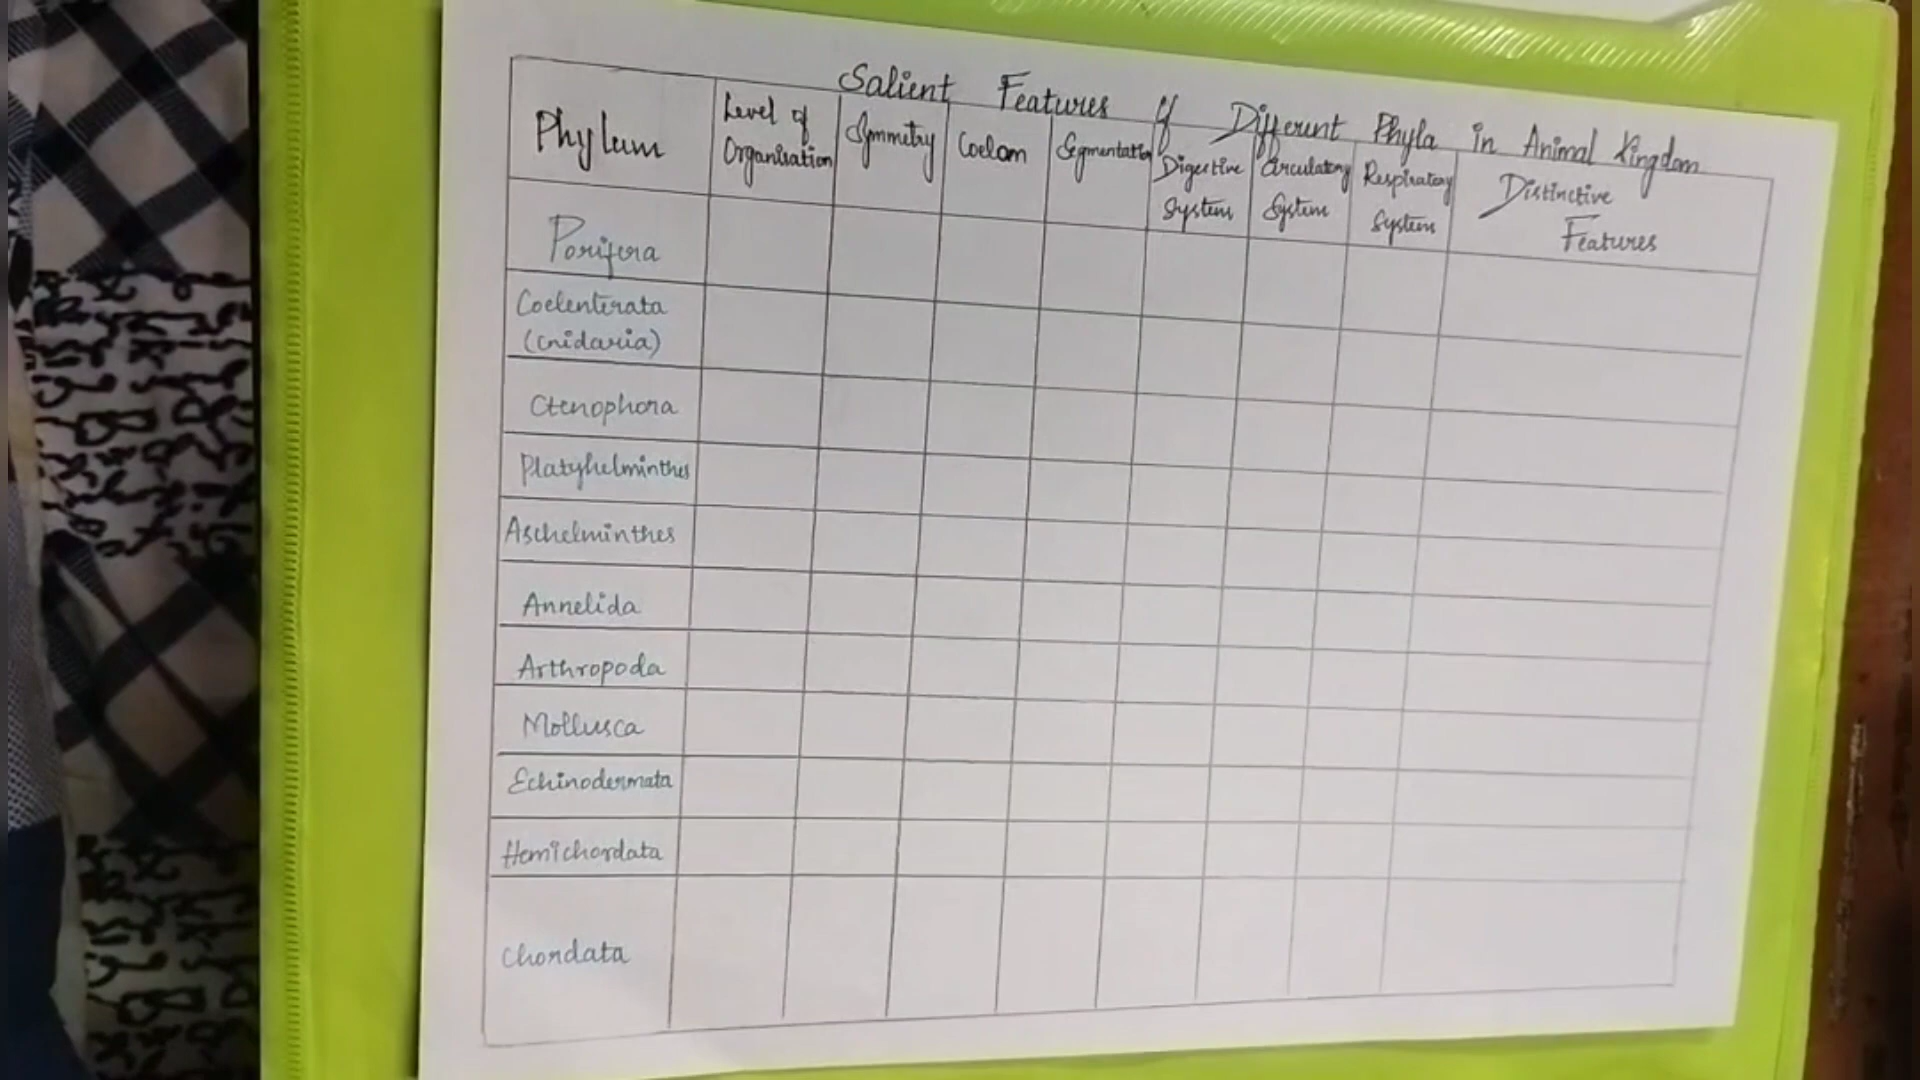 Salient Features of Different Phyla in Animal Kingdom
Phylum
Level of
Organisation
Symmetry
Coelom
Segmentation
Digestive
System
Circulatory
System
Respiratory
System
Distinctive
Features
Porifera
Coelenterata
(Cnidaria)
Ctenophora
Platyhelminthes
Aschelminthes
Annelida
Arthropoda
Mollusca
Echinodermata
Hemichordata
Chordata